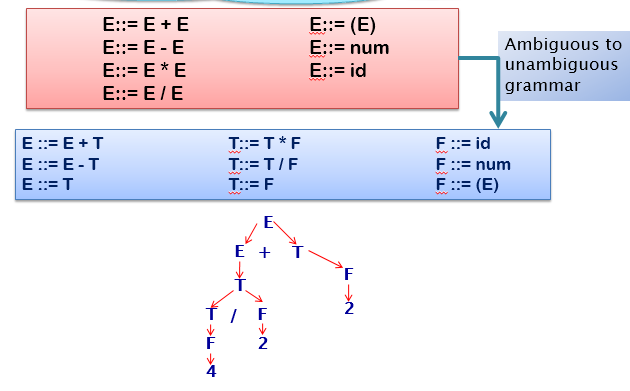 E::= E + E E::= (E)
E::= E - E E::= num
E::= E * E E::= id
E::= E / E
Ambiguous to
unambiguous
grammar
E ::= E + T T::= T * F F ::= id
E ::= E - T T::= T / F F ::= num
E ::= T T::= F F ::= (E)
E
E + T
F
T
2
T / F
F 2
4